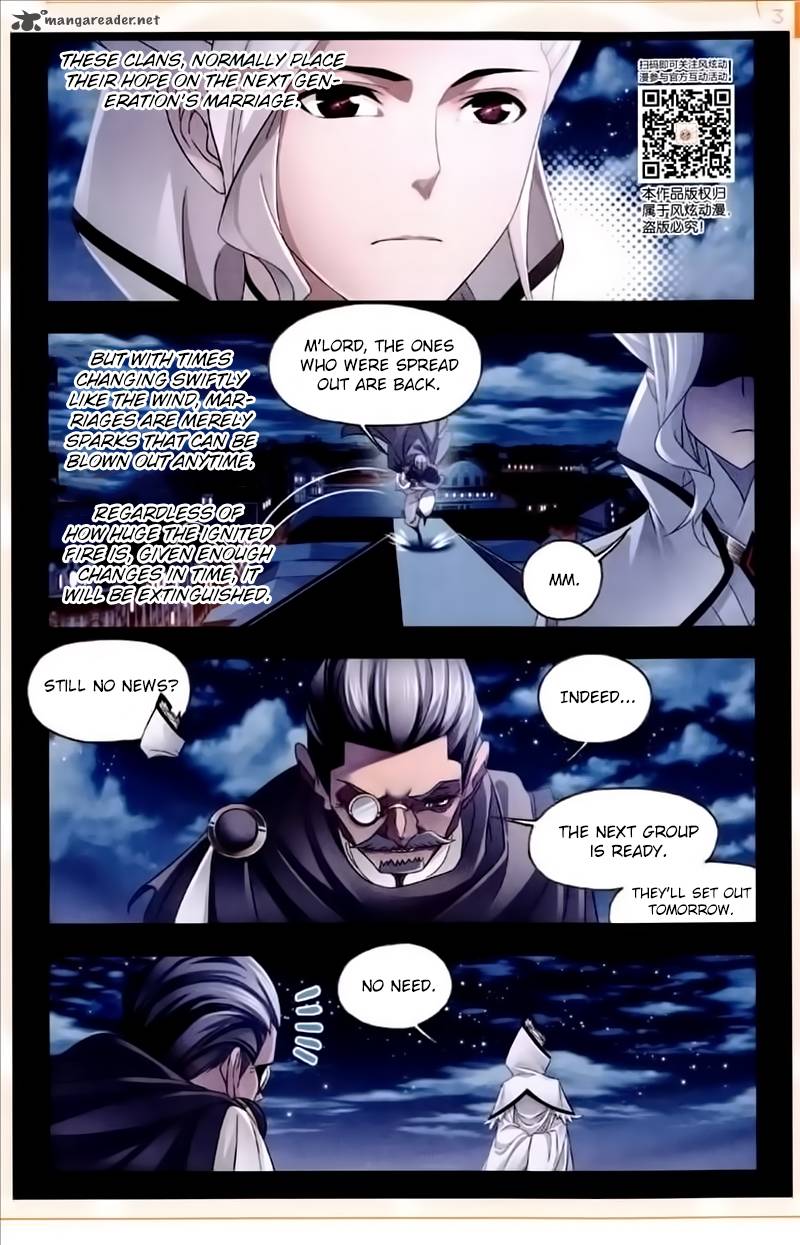 mangareader.net
3
THESE CLANS, NORMALLY PLACE
THEIR HOPE ON THE NEXT GEN-
ERATION'S MARRIAGE.
扫码即可关注风炫动
漫参与官方互动活动!
本作品版权归
属于风炫动漫,
盗版必究!
BUT WITH TIMES
CHANGING SWIFTLY
LIKE THE WIND, MAR-
RIAGES ARE MERELY
SPARKS THAT CAN BE
BLOWN OUT ANYTIME.
REGARDLESS OF
HOW HUGE THE IGNITED
FIRE IS, GIVEN ENOUGH
CHANGES IN TIME, IT
WILL BE EXTINGUISHED.
M'LORD, THE ONES
WHO WERE SPREAD
OUT ARE BACK.
MM.
STILL NO NEWS?
INDEED...
THE NEXT GROUP
IS READY.
THEY'LL SET OUT
TOMORROW.
NO NEED.